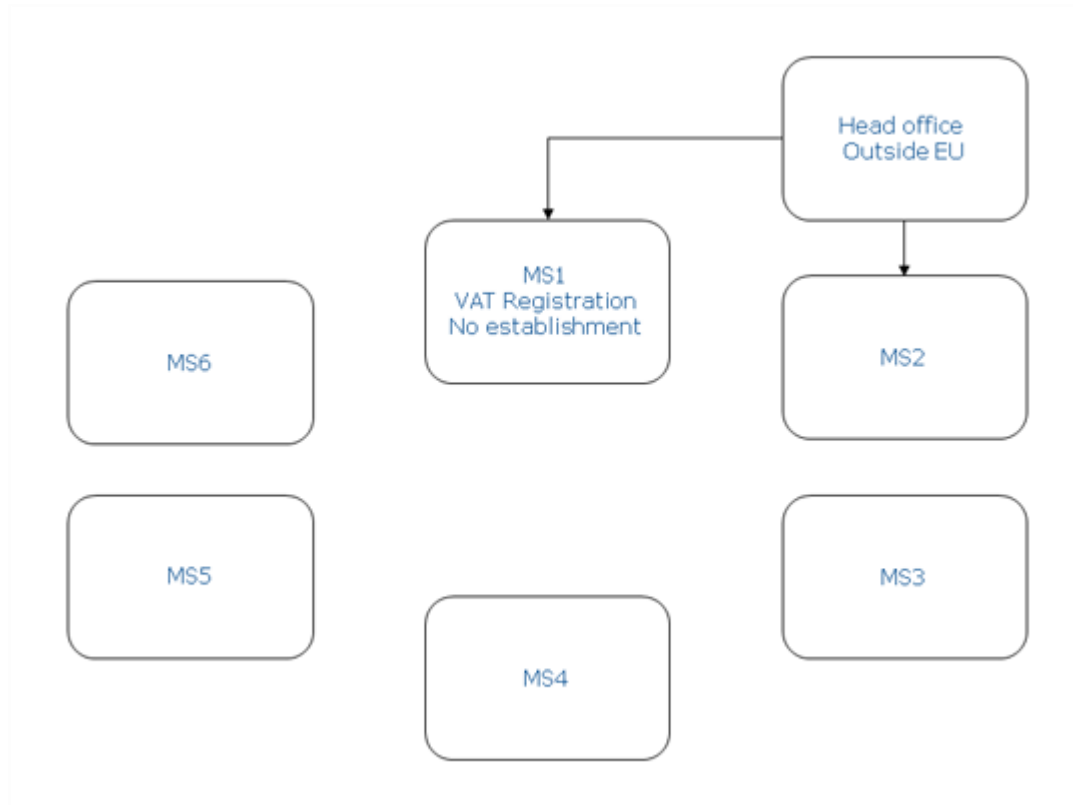 Head office
Outside EU
MS1
VAT Registration
No establishment
MS6
MS2
MS5
MS3
MS4